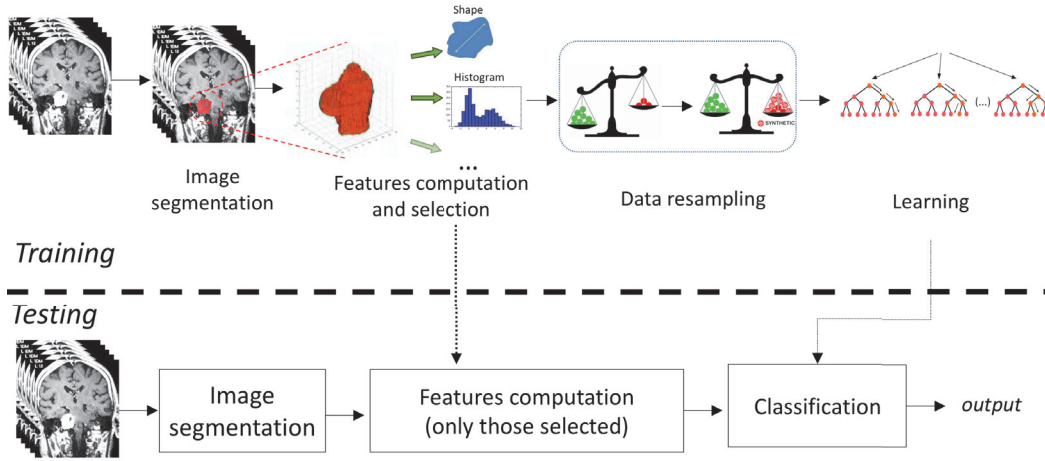 Shape
Histogram
SYNTHETIC
(...)
...
Image
segmentation
Features computation
and selection
Data resampling
Learning
Training
Testing
Image
segmentation
Features computation
(only those selected)
Classification
output